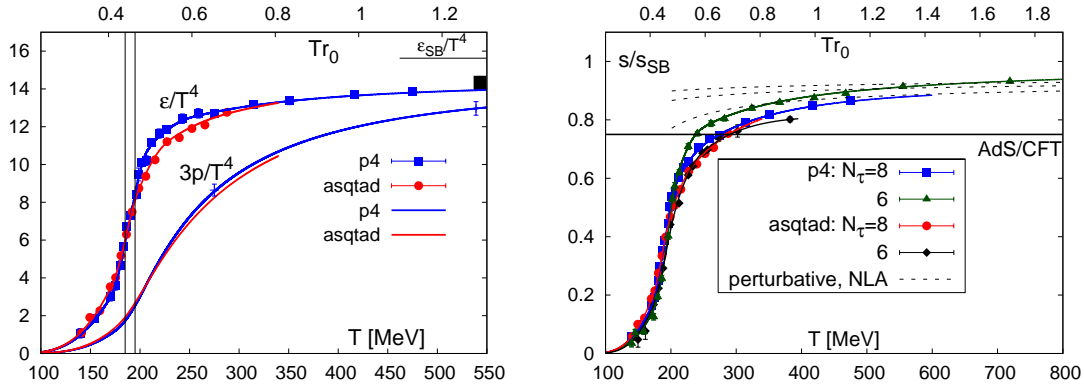 0.4 0.6 0.8 1 1.2
Tr0
εSB/T4
16
14
12
10
8
6
4
2
0
ε/T4
3p/T4
p4
asqtad
p4
asqtad
T [MeV]
100 150 200 250 300 350 400 450 500 550
0.4 0.6 0.8 1 1.2 1.4 1.6 1.8
Tr0
s/sSB
1
0.8
0.6
0.4
0.2
0
AdS/CFT
p4: Nτ=8
6
asqtad: Nτ=8
6
perturbative, NLA
T [MeV]
100 200 300 400 500 600 700 800